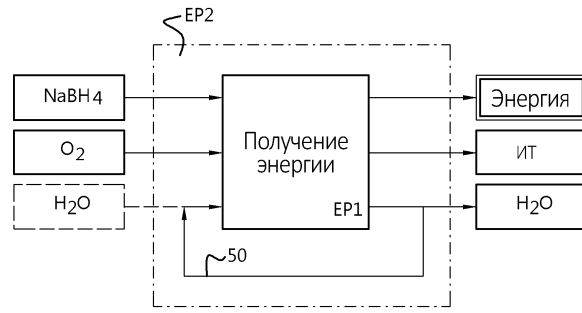 EP2
NaBH4
O2
H2O
Получение
энергии
EP1
Энергия
ИТ
H2O
50